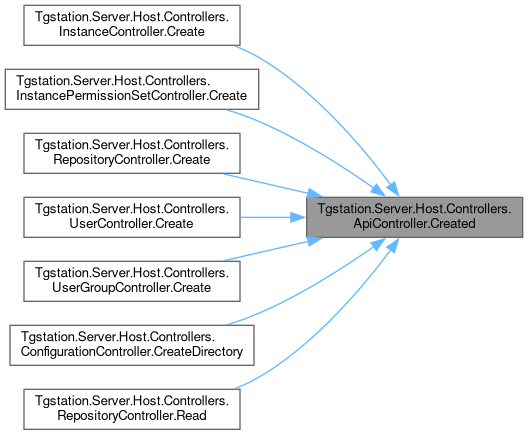 Tgstation.Server.Host.Controllers.
InstanceController.Create
Tgstation.Server.Host.Controllers.
InstancePermissionSetController.Create
Tgstation.Server.Host.Controllers.
RepositoryController.Create
Tgstation.Server.Host.Controllers.
UserController.Create
Tgstation.Server.Host.Controllers.
ApiController.Created
Tgstation.Server.Host.Controllers.
UserGroupController.Create
Tgstation.Server.Host.Controllers.
ConfigurationController.CreateDirectory
Tgstation.Server.Host.Controllers.
RepositoryController.Read